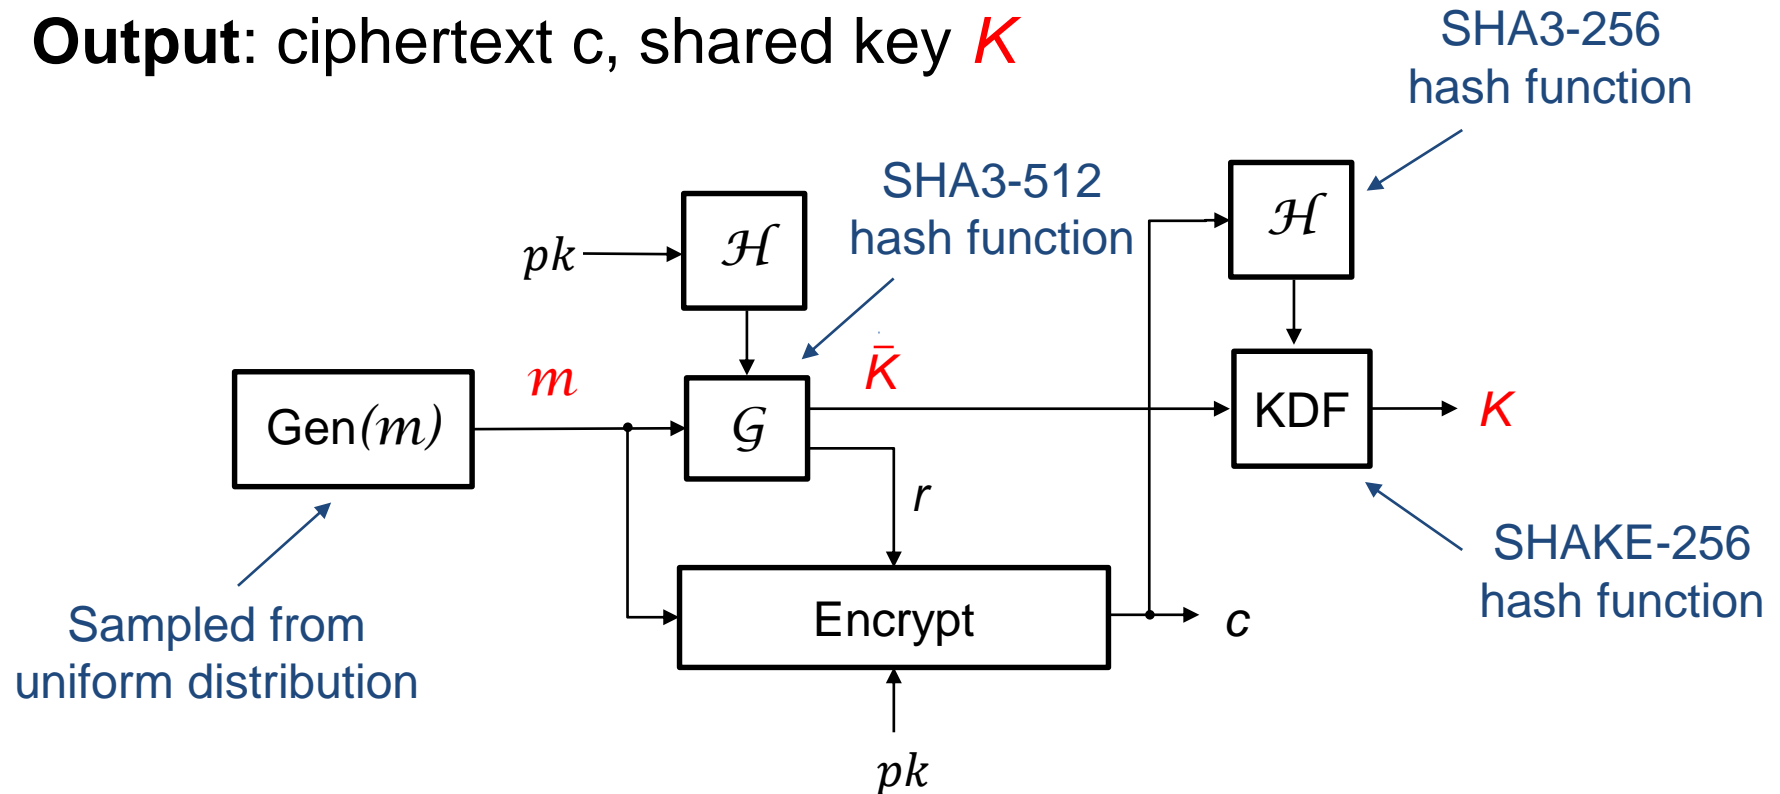 Output: ciphertext c, shared key K
SHA3-256
hash function
SHA3-512
hash function
ℋ
pk
ℋ
m
K̄
Gen(m)
𝒢
KDF
K
r
SHAKE-256
hash function
Encrypt
c
Sampled from
uniform distribution
pk